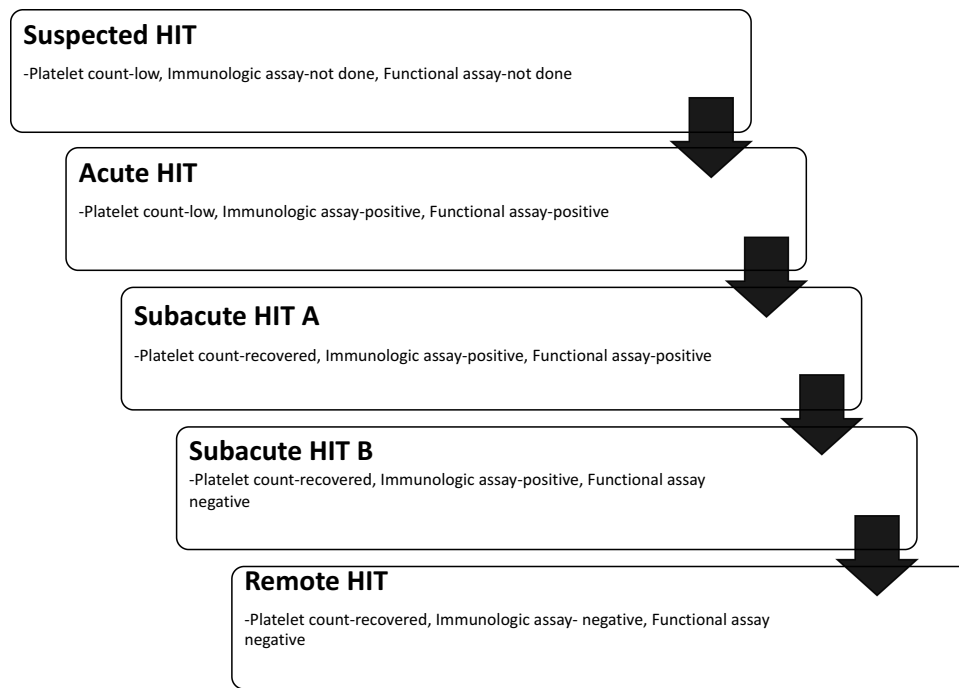 Suspected HIT
-Platelet count-low, Immunologic assay-not done, Functional assay-not done
Acute HIT
-Platelet count-low, Immunologic assay-positive, Functional assay-positive
Subacute HIT A
-Platelet count-recovered, Immunologic assay-positive, Functional assay-positive
Subacute HIT B
-Platelet count-recovered, Immunologic assay-positive, Functional assay
negative
Remote HIT
-Platelet count-recovered, Immunologic assay- negative, Functional assay
negative